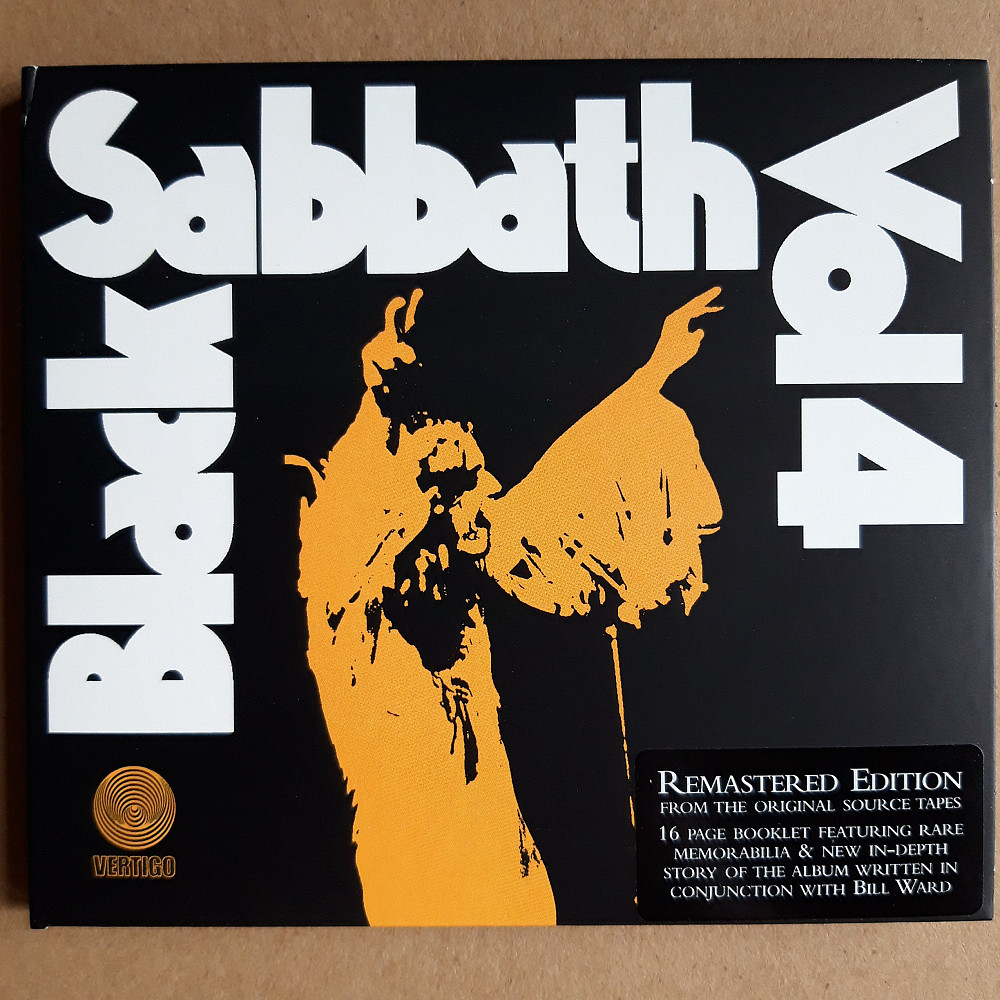 Black
Sabbath
Vol 4
VERTIGO
REMASTERED EDITION
FROM THE ORIGINAL SOURCE TAPES
16 PAGE BOOKLET FEATURING RARE
MEMORABILIA & NEW IN-DEPTH
STORY OF THE ALBUM WRITTEN IN
CONJUNCTION WITH BILL WARD